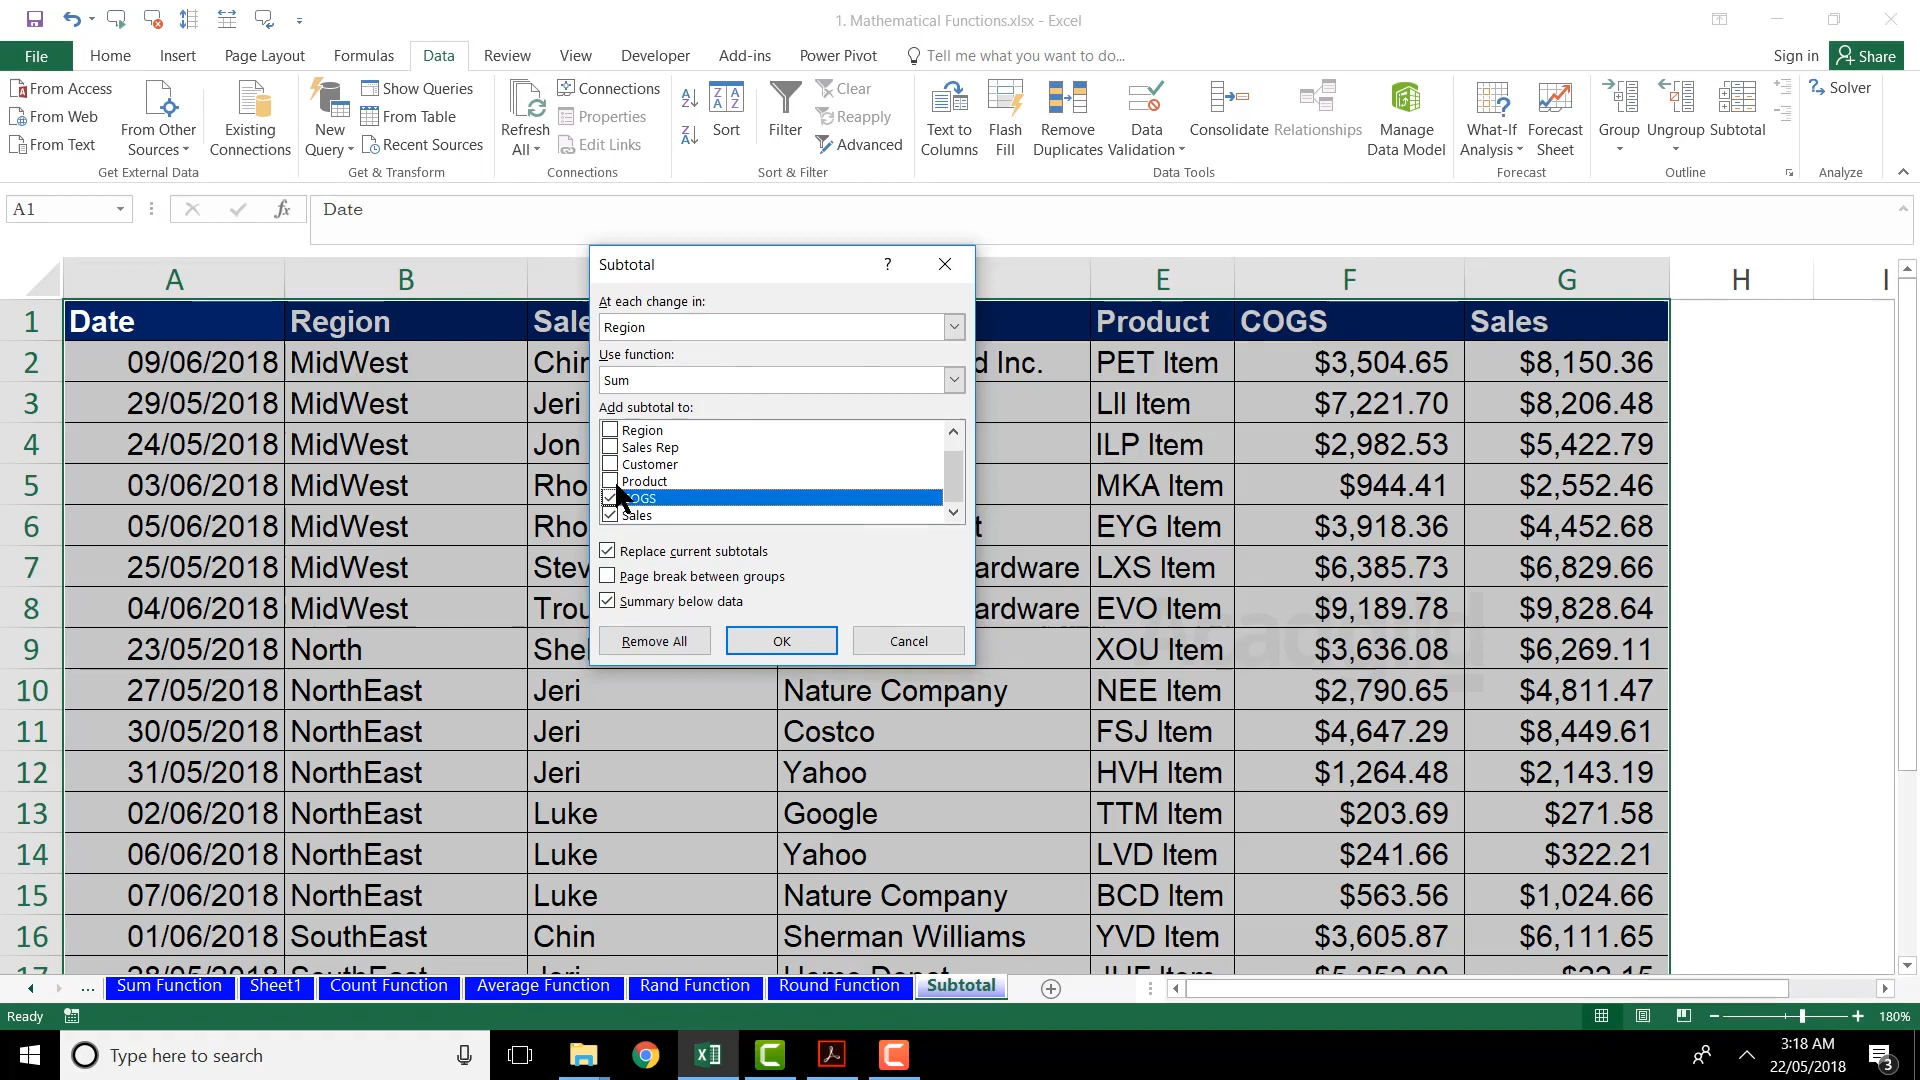 1. Mathematical Functions.xlsx - Excel
File Home Insert Page Layout Formulas Data Review View Developer Add-ins Power Pivot Tell me what you want to do... Sign in Share
From Access
From Web
From Text
From Other Sources
Existing Connections
Get External Data
New Query
Show Queries
From Table
Recent Sources
Get & Transform
Refresh All
Connections
Properties
Edit Links
Connections
Sort
Filter
Clear
Reapply
Advanced
Sort & Filter
Text to Columns
Flash Fill
Remove Duplicates
Data Validation
Consolidate
Relationships
Manage Data Model
Data Tools
What-If Analysis
Forecast Sheet
Forecast
Group
Ungroup
Subtotal
Outline
Solver
Analyze
A1 fx Date
A B E F G H I
1 Date Region Product COGS Sales
2 09/06/2018 MidWest Inc. PET Item $3,504.65 $8,150.36
3 29/05/2018 MidWest Jeri LII Item $7,221.70 $8,206.48
4 24/05/2018 MidWest Jon ILP Item $2,982.53 $5,422.79
5 03/06/2018 MidWest Rho MKA Item $944.41 $2,552.46
6 05/06/2018 MidWest Rho EYG Item $3,918.36 $4,452.68
7 25/05/2018 MidWest Stev ardware LXS Item $6,385.73 $6,829.66
8 04/06/2018 MidWest Trou ardware EVO Item $9,189.78 $9,828.64
9 23/05/2018 North She XOU Item $3,636.08 $6,269.11
10 27/05/2018 NorthEast Jeri Nature Company NEE Item $2,790.65 $4,811.47
11 30/05/2018 NorthEast Jeri Costco FSJ Item $4,647.29 $8,449.61
12 31/05/2018 NorthEast Jeri Yahoo HVH Item $1,264.48 $2,143.19
13 02/06/2018 NorthEast Luke Google TTM Item $203.69 $271.58
14 06/06/2018 NorthEast Luke Yahoo LVD Item $241.66 $322.21
15 07/06/2018 NorthEast Luke Nature Company BCD Item $563.56 $1,024.66
16 01/06/2018 SouthEast Chin Sherman Williams YVD Item $3,605.87 $6,111.65
Subtotal ?
At each change in:
Region
Use function:
Sum
Add subtotal to:
Region
Sales Rep
Customer
Product
COGS
Sales
Replace current subtotals
Page break between groups
Summary below data
Remove All OK Cancel
Acadgild
... Sum Function Sheet1 Count Function Average Function Rand Function Round Function Subtotal
Ready 180%
Type here to search
3:18 AM
22/05/2018
3